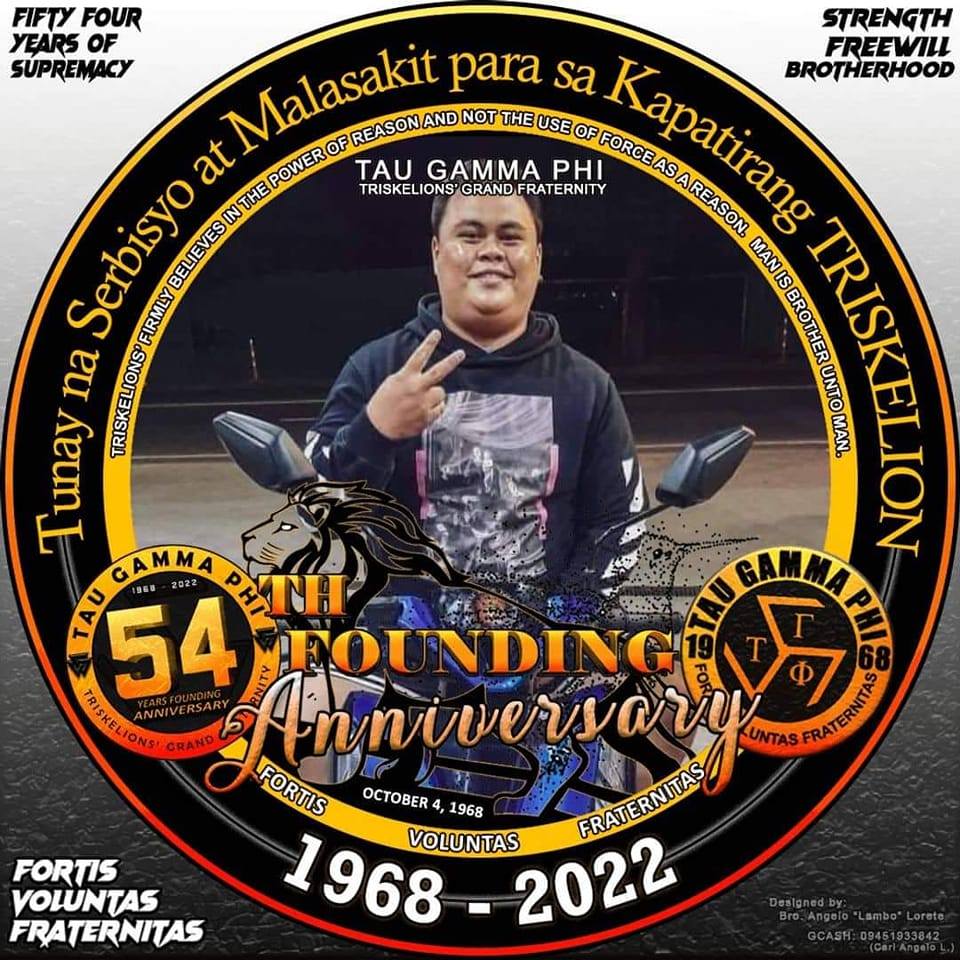 FIFTY FOUR
YEARS OF
SUPREMACY
STRENGTH
FREEWILL
BROTHERHOOD
Tunay na Serbisyo at Malasakit para sa Kapatirang TRISKELION
TRISKELIONS' FIRMLY BELIEVES IN THE POWER OF REASON AND NOT THE USE OF FORCE AS A REASON. MAN IS BROTHER UNTO MAN.
TAU GAMMA PHI
TRISKELIONS' GRAND FRATERNITY
TAU GAMMA PHI
1968 - 2022
54
YEARS FOUNDING
ANNIVERSARY
TRISKELIONS' GRAND
TH
FOUNDING
Anniversary
TAU GAMMA PHI
19 68
Γ
Τ Φ
FRATERNITAS
OCTOBER 4, 1968
FORTIS
VOLUNTAS
FRATERNITAS
1968 - 2022
FORTIS
VOLUNTAS
FRATERNITAS
Designed by:
Bro. Angelo "Lambo" Lorete
GCASH: 09451933842
(Carl Angelo L.)